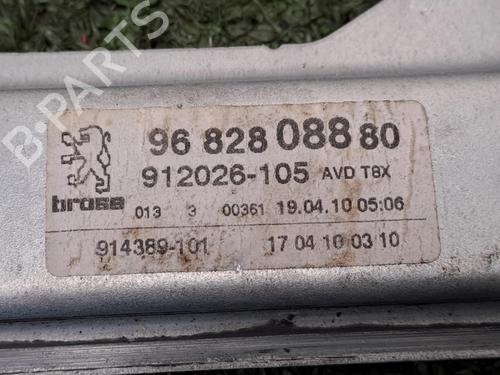 96 828 088 80
912026-105 AVD T8X
brose 013 3 00361 19.04.10 05:06
914389-101 17 04 10 03 10
B-PARTS